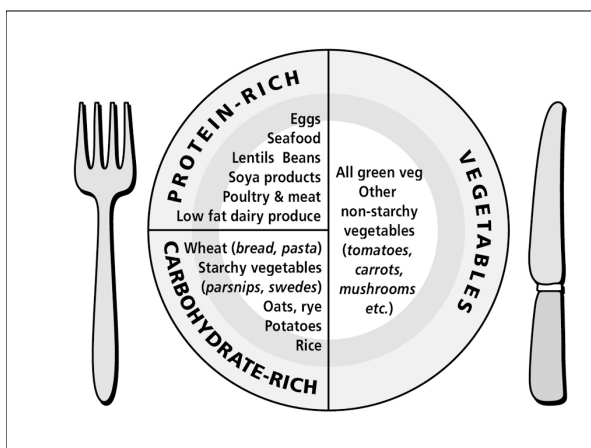 PROTEIN-RICH
Eggs
Seafood
Lentils Beans
Soya products
Poultry & meat
Low fat dairy produce
CARBOHYDRATE-RICH
Wheat (bread, pasta)
Starchy vegetables
(parsnips, swedes)
Oats, rye
Potatoes
Rice
VEGETABLES
All green veg
Other
non-starchy
vegetables
(tomatoes,
carrots,
mushrooms
etc.)